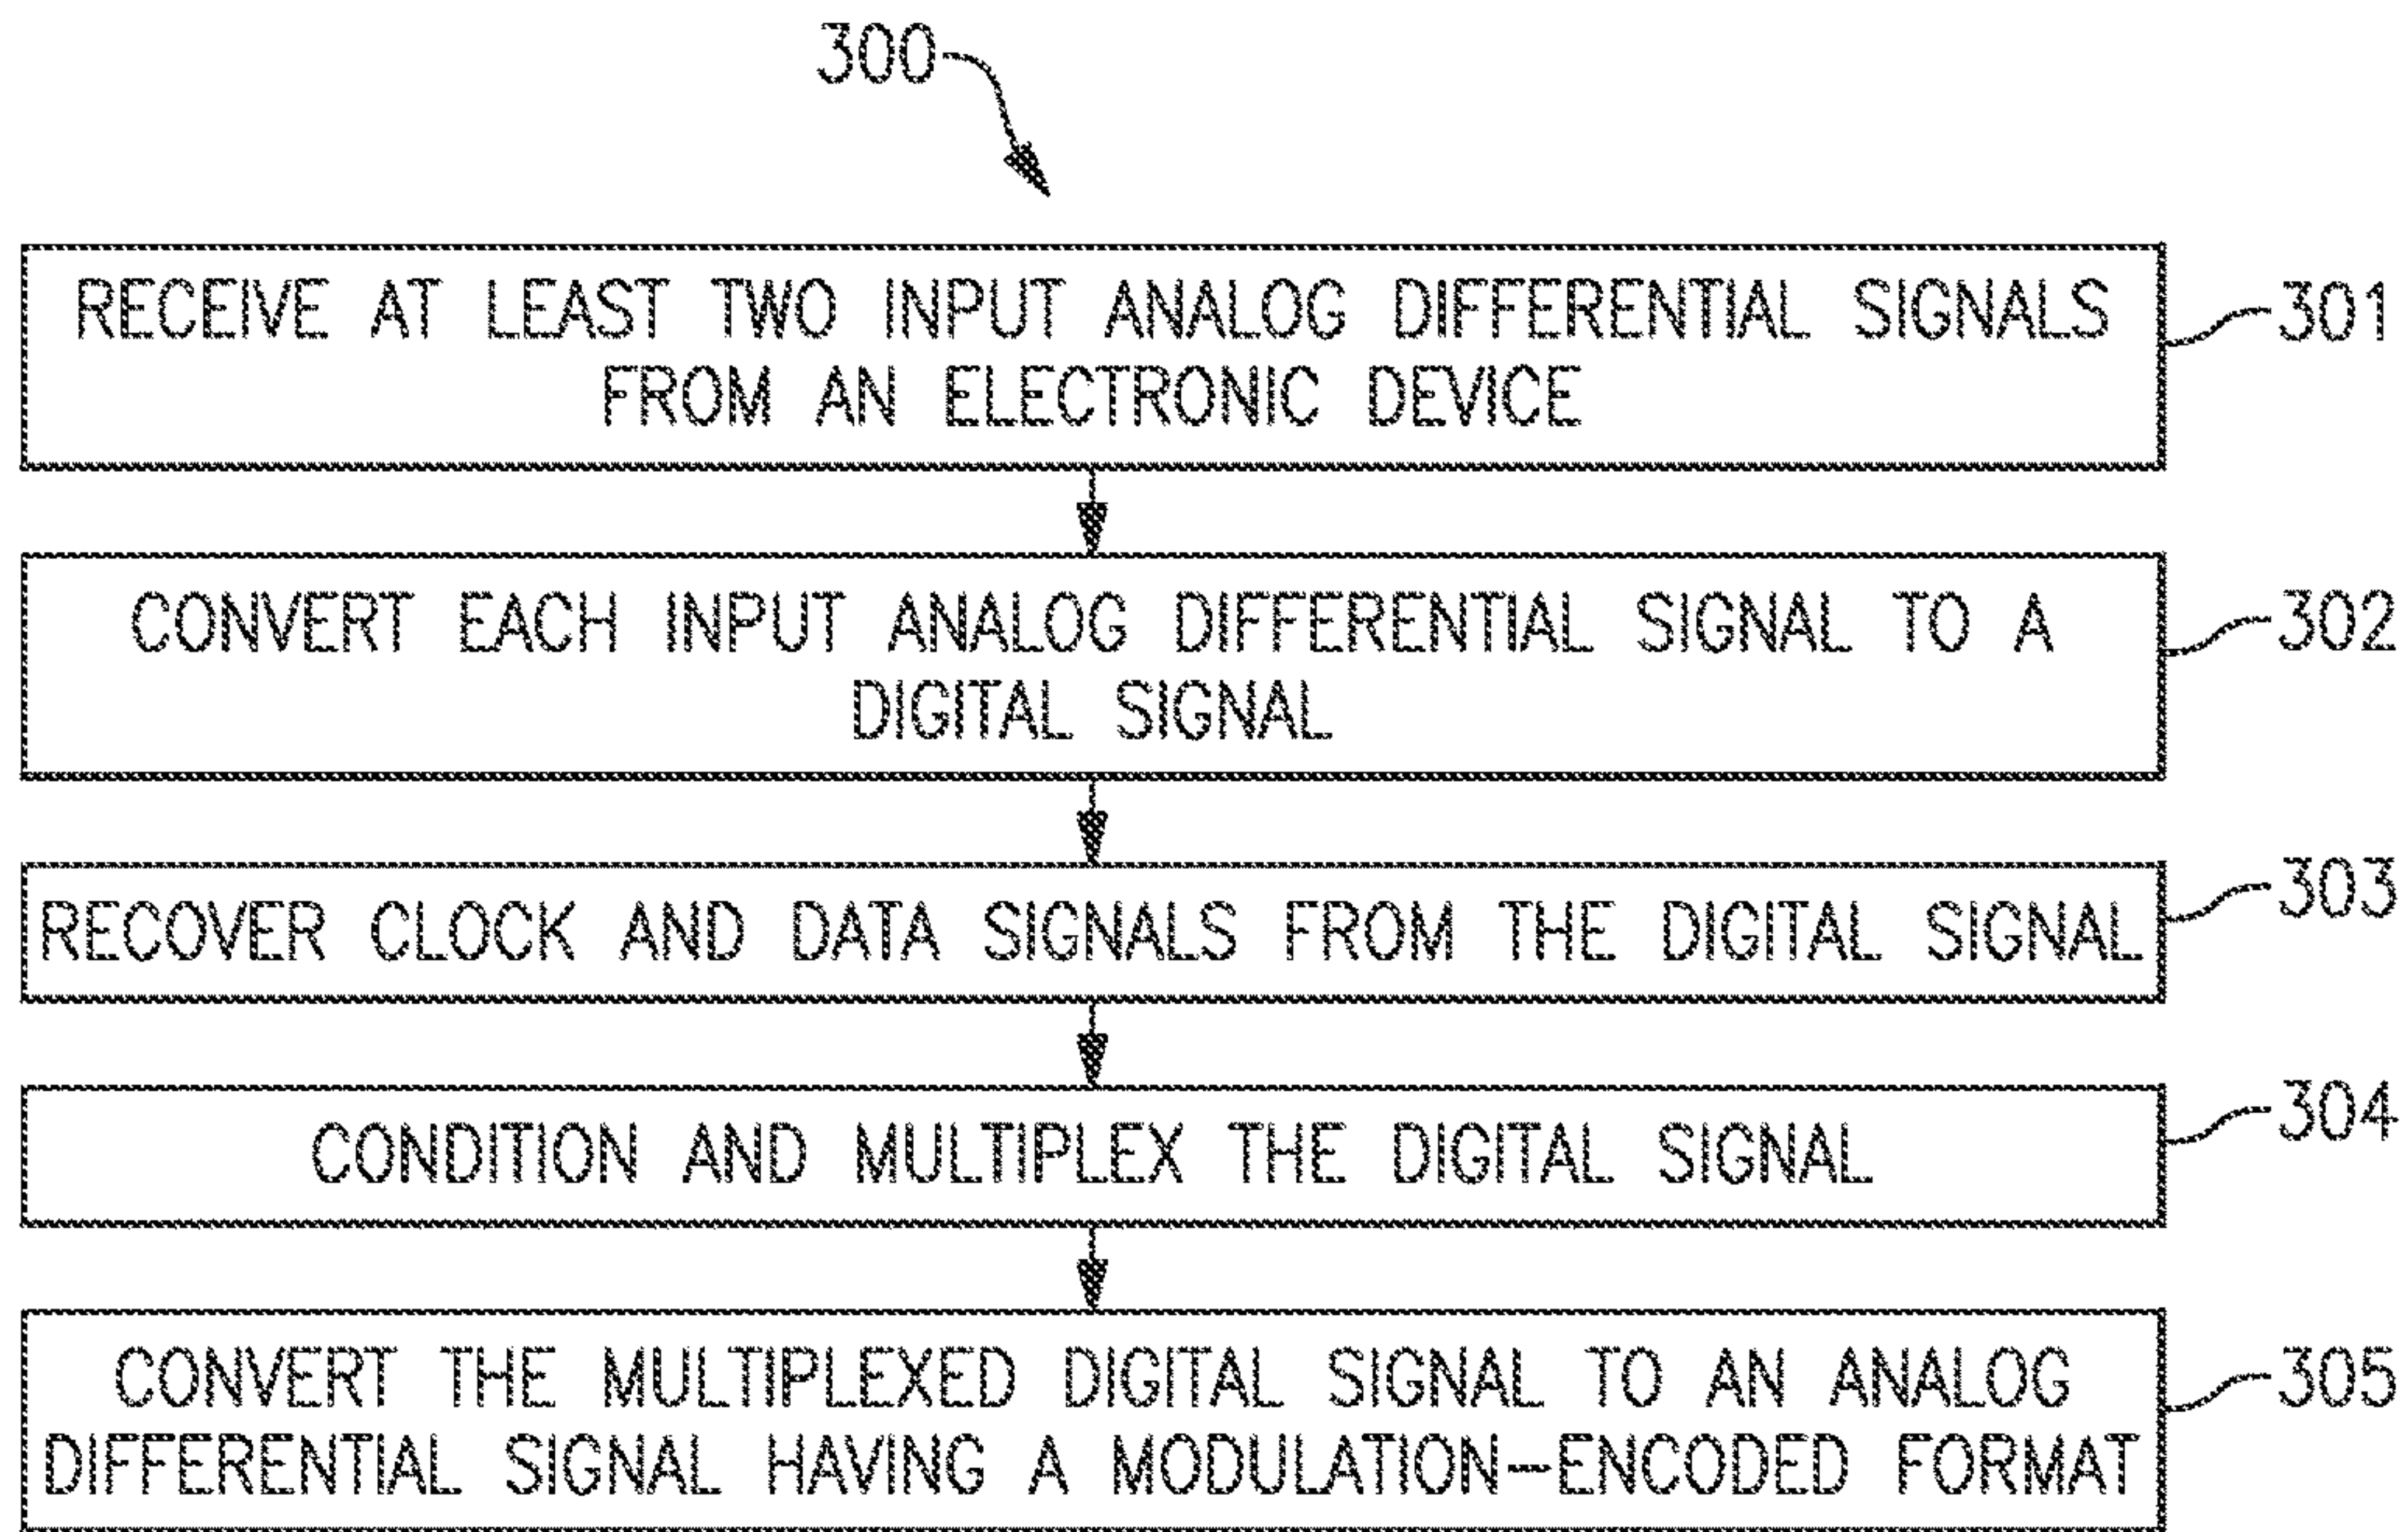 300
RECEIVE AT LEAST TWO INPUT ANALOG DIFFERENTIAL SIGNALS
FROM AN ELECTRONIC DEVICE
301
CONVERT EACH INPUT ANALOG DIFFERENTIAL SIGNAL TO A
DIGITAL SIGNAL
302
RECOVER CLOCK AND DATA SIGNALS FROM THE DIGITAL SIGNAL
303
CONDITION AND MULTIPLEX THE DIGITAL SIGNAL
304
CONVERT THE MULTIPLEXED DIGITAL SIGNAL TO AN ANALOG
DIFFERENTIAL SIGNAL HAVING A MODULATION-ENCODED FORMAT
305